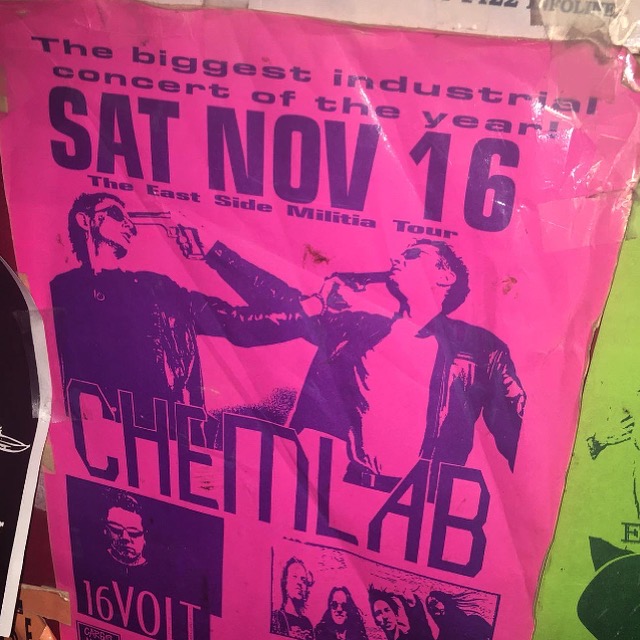 The biggest industrial
concert of the year!
SAT NOV 16
The East Side Militia Tour
CHEMLAB
16VOLT